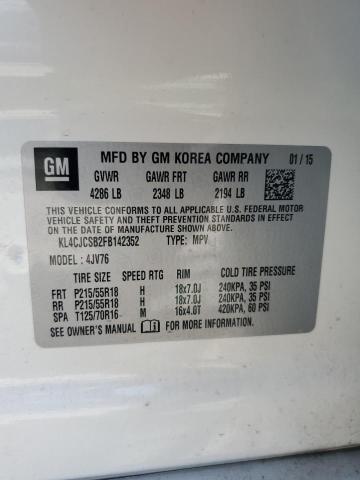 GM MFD BY GM KOREA COMPANY 01 / 15
GVWR GAWR FRT GAWR RR
4286 LB 2348 LB 2194 LB
THIS VEHICLE CONFORMS TO ALL APPLICABLE U.S. FEDERAL MOTOR
VEHICLE SAFETY AND THEFT PREVENTION STANDARDS IN EFFECT
ON THE DATE OF MANUFACTURE SHOWN ABOVE.
KL4CJCSB2FB142352 TYPE: MPV
MODEL : 4JV76
TIRE SIZE SPEED RTG RIM COLD TIRE PRESSURE
FRT P215/55R18 H 18x7.0J 240KPA, 35 PSI
RR P215/55R18 H 18x7.0J 240KPA, 35 PSI
SPA T125/70R16 M 16x4.0T 420KPA, 60 PSI
SEE OWNER'S MANUAL FOR MORE INFORMATION.